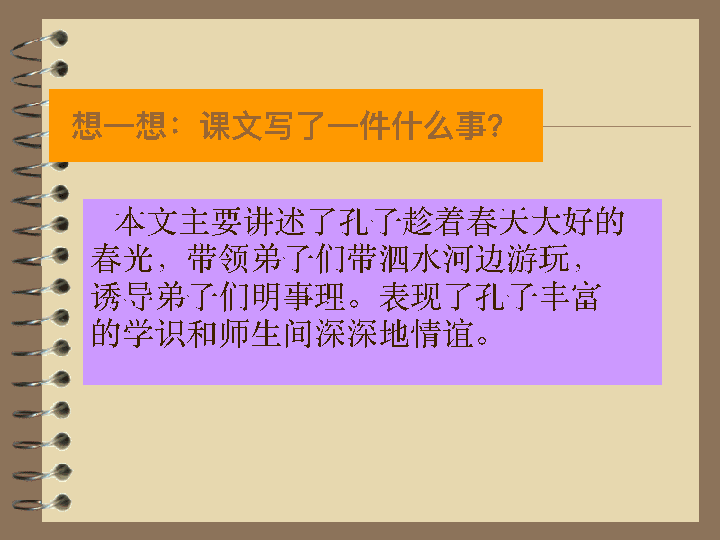 想一想：课文写了一件什么事?
本文主要讲述了孔子趁着春天大好的
春光，带领弟子们带泗水河边游玩，
诱导弟子们明事理。表现了孔子丰富
的学识和师生间深深地情谊。